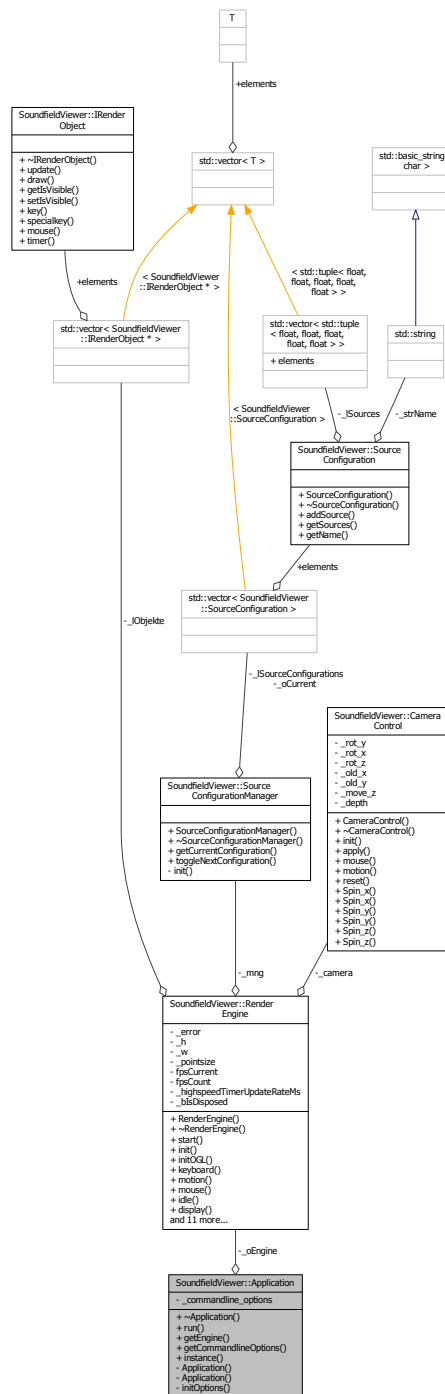 T
+elements
SoundfieldViewer::IRender
Object
+ ~IRenderObject()
+ update()
+ draw()
+ getIsVisible()
+ setIsVisible()
+ key()
+ specialkey()
+ mouse()
+ timer()
std::vector< T >
std::basic_string<
char >
+elements
< SoundfieldViewer
::IRenderObject * >
< std::tuple< float,
float, float, float,
float > >
std::vector< SoundfieldViewer
::IRenderObject * >
std::vector< std::tuple
< float, float, float,
float, float > >
+ elements
std::string
< SoundfieldViewer
::SourceConfiguration >
-_lSources
-_strName
SoundfieldViewer::Source
Configuration
+ SourceConfiguration()
+ ~SourceConfiguration()
+ addSource()
+ getSources()
+ getName()
+elements
std::vector< SoundfieldViewer
::SourceConfiguration >
-_lObjekte
-_lSourceConfigurations
-_oCurrent
SoundfieldViewer::Camera
Control
- _rot_y
- _rot_x
- _rot_z
- _old_x
- _old_y
- _move_z
- _depth
+ CameraControl()
+ ~CameraControl()
+ init()
+ apply()
+ mouse()
+ motion()
+ reset()
+ Spin_x()
+ Spin_x()
+ Spin_y()
+ Spin_y()
+ Spin_z()
+ Spin_z()
SoundfieldViewer::Source
ConfigurationManager
+ SourceConfigurationManager()
+ ~SourceConfigurationManager()
+ getCurrentConfiguration()
+ toggleNextConfiguration()
- init()
-_mng
-_camera
SoundfieldViewer::Render
Engine
- _error
- _h
- _w
- _pointsize
- fpsCurrent
- fpsCount
- _highspeedTimerUpdateRateMs
- _bIsDisposed
+ RenderEngine()
+ ~RenderEngine()
+ start()
+ init()
+ initOGL()
+ keyboard()
+ motion()
+ mouse()
+ idle()
+ display()
and 11 more...
-_oEngine
SoundfieldViewer::Application
- _commandline_options
+ ~Application()
+ run()
+ getEngine()
+ getCommandlineOptions()
+ instance()
- Application()
- Application()
- initOptions()